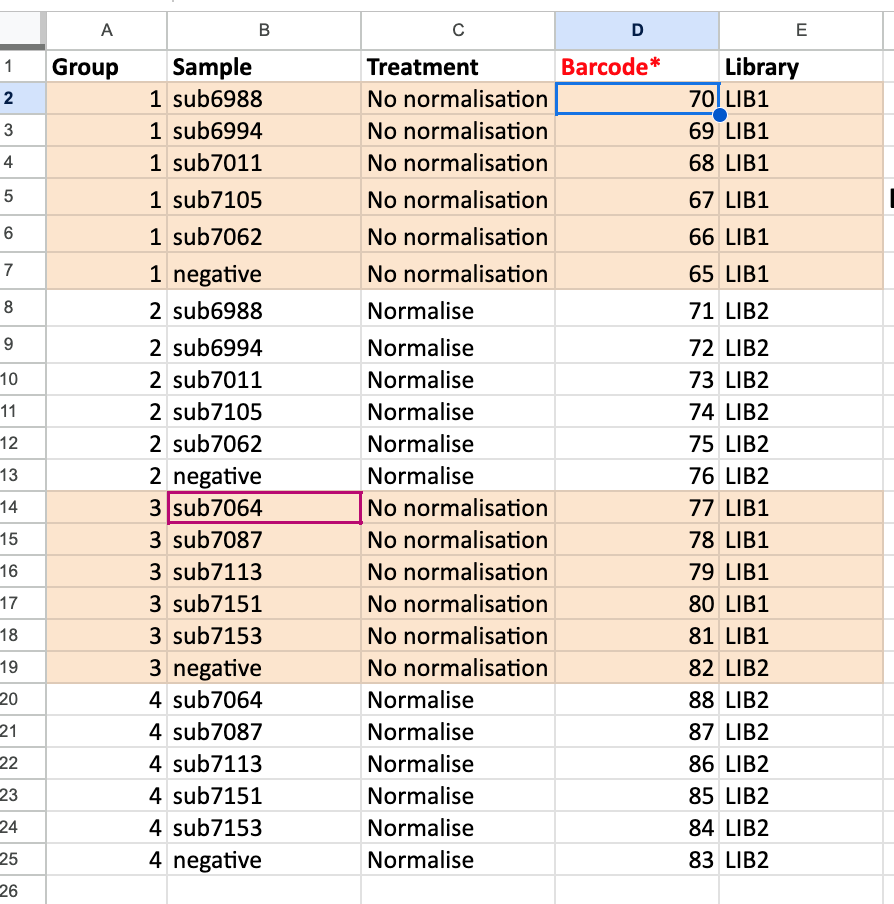 A B C D E
1 Group Sample Treatment Barcode* Library
2 1 sub6988 No normalisation 70 LIB1
3 1 sub6994 No normalisation 69 LIB1
4 1 sub7011 No normalisation 68 LIB1
5 1 sub7105 No normalisation 67 LIB1
6 1 sub7062 No normalisation 66 LIB1
7 1 negative No normalisation 65 LIB1
8 2 sub6988 Normalise 71 LIB2
9 2 sub6994 Normalise 72 LIB2
10 2 sub7011 Normalise 73 LIB2
11 2 sub7105 Normalise 74 LIB2
12 2 sub7062 Normalise 75 LIB2
13 2 negative Normalise 76 LIB2
14 3 sub7064 No normalisation 77 LIB1
15 3 sub7087 No normalisation 78 LIB1
16 3 sub7113 No normalisation 79 LIB1
17 3 sub7151 No normalisation 80 LIB1
18 3 sub7153 No normalisation 81 LIB1
19 3 negative No normalisation 82 LIB2
20 4 sub7064 Normalise 88 LIB2
21 4 sub7087 Normalise 87 LIB2
22 4 sub7113 Normalise 86 LIB2
23 4 sub7151 Normalise 85 LIB2
24 4 sub7153 Normalise 84 LIB2
25 4 negative Normalise 83 LIB2
26